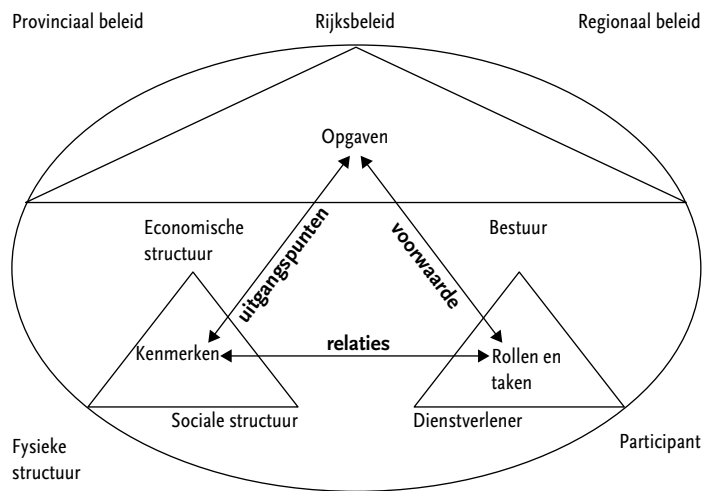 Provinciaal beleid
Rijksbeleid
Regionaal beleid
Opgaven
uitgangspunten
voorwaarde
Economische
structuur
Bestuur
Kenmerken
relaties
Rollen en
taken
Sociale structuur
Dienstverlener
Fysieke
structuur
Participant